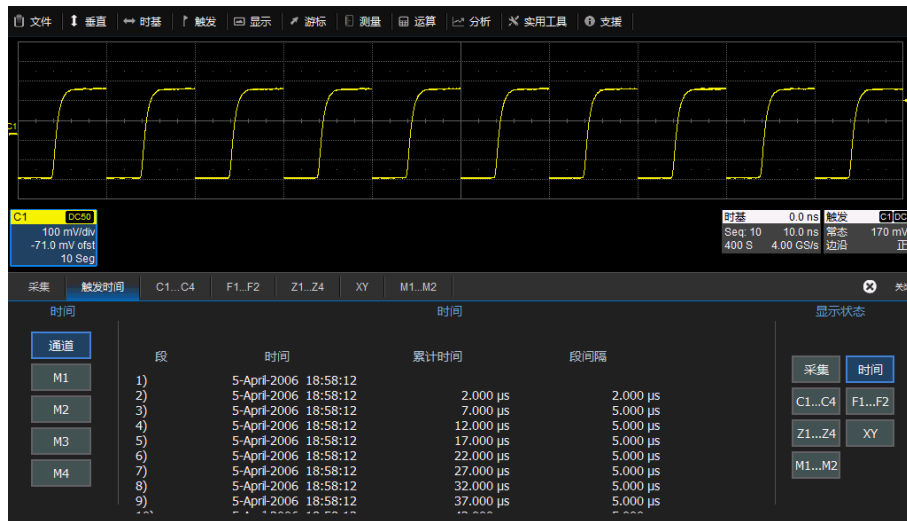 文件 垂直 时基 触发 显示 游标 测量 运算 分析 实用工具 支援
C1
C1 DC50
100 mV/div
-71.0 mV ofst
10 Seg
时基 0.0 ns
Seq: 10 10.0 ns
400 S 4.00 GS/s
触发 C1 DC
常态 170 mV
边沿 正
采集 触发时间 C1...C4 F1...F2 Z1...Z4 XY M1...M2
时间 时间 显示状态
通道
M1
M2
M3
M4
段 时间 累计时间 段间隔
1) 5-April-2006 18:58:12
2) 5-April-2006 18:58:12 2.000 µs 2.000 µs
3) 5-April-2006 18:58:12 7.000 µs 5.000 µs
4) 5-April-2006 18:58:12 12.000 µs 5.000 µs
5) 5-April-2006 18:58:12 17.000 µs 5.000 µs
6) 5-April-2006 18:58:12 22.000 µs 5.000 µs
7) 5-April-2006 18:58:12 27.000 µs 5.000 µs
8) 5-April-2006 18:58:12 32.000 µs 5.000 µs
9) 5-April-2006 18:58:12 37.000 µs 5.000 µs
采集 时间
C1...C4 F1...F2
Z1...Z4 XY
M1...M2